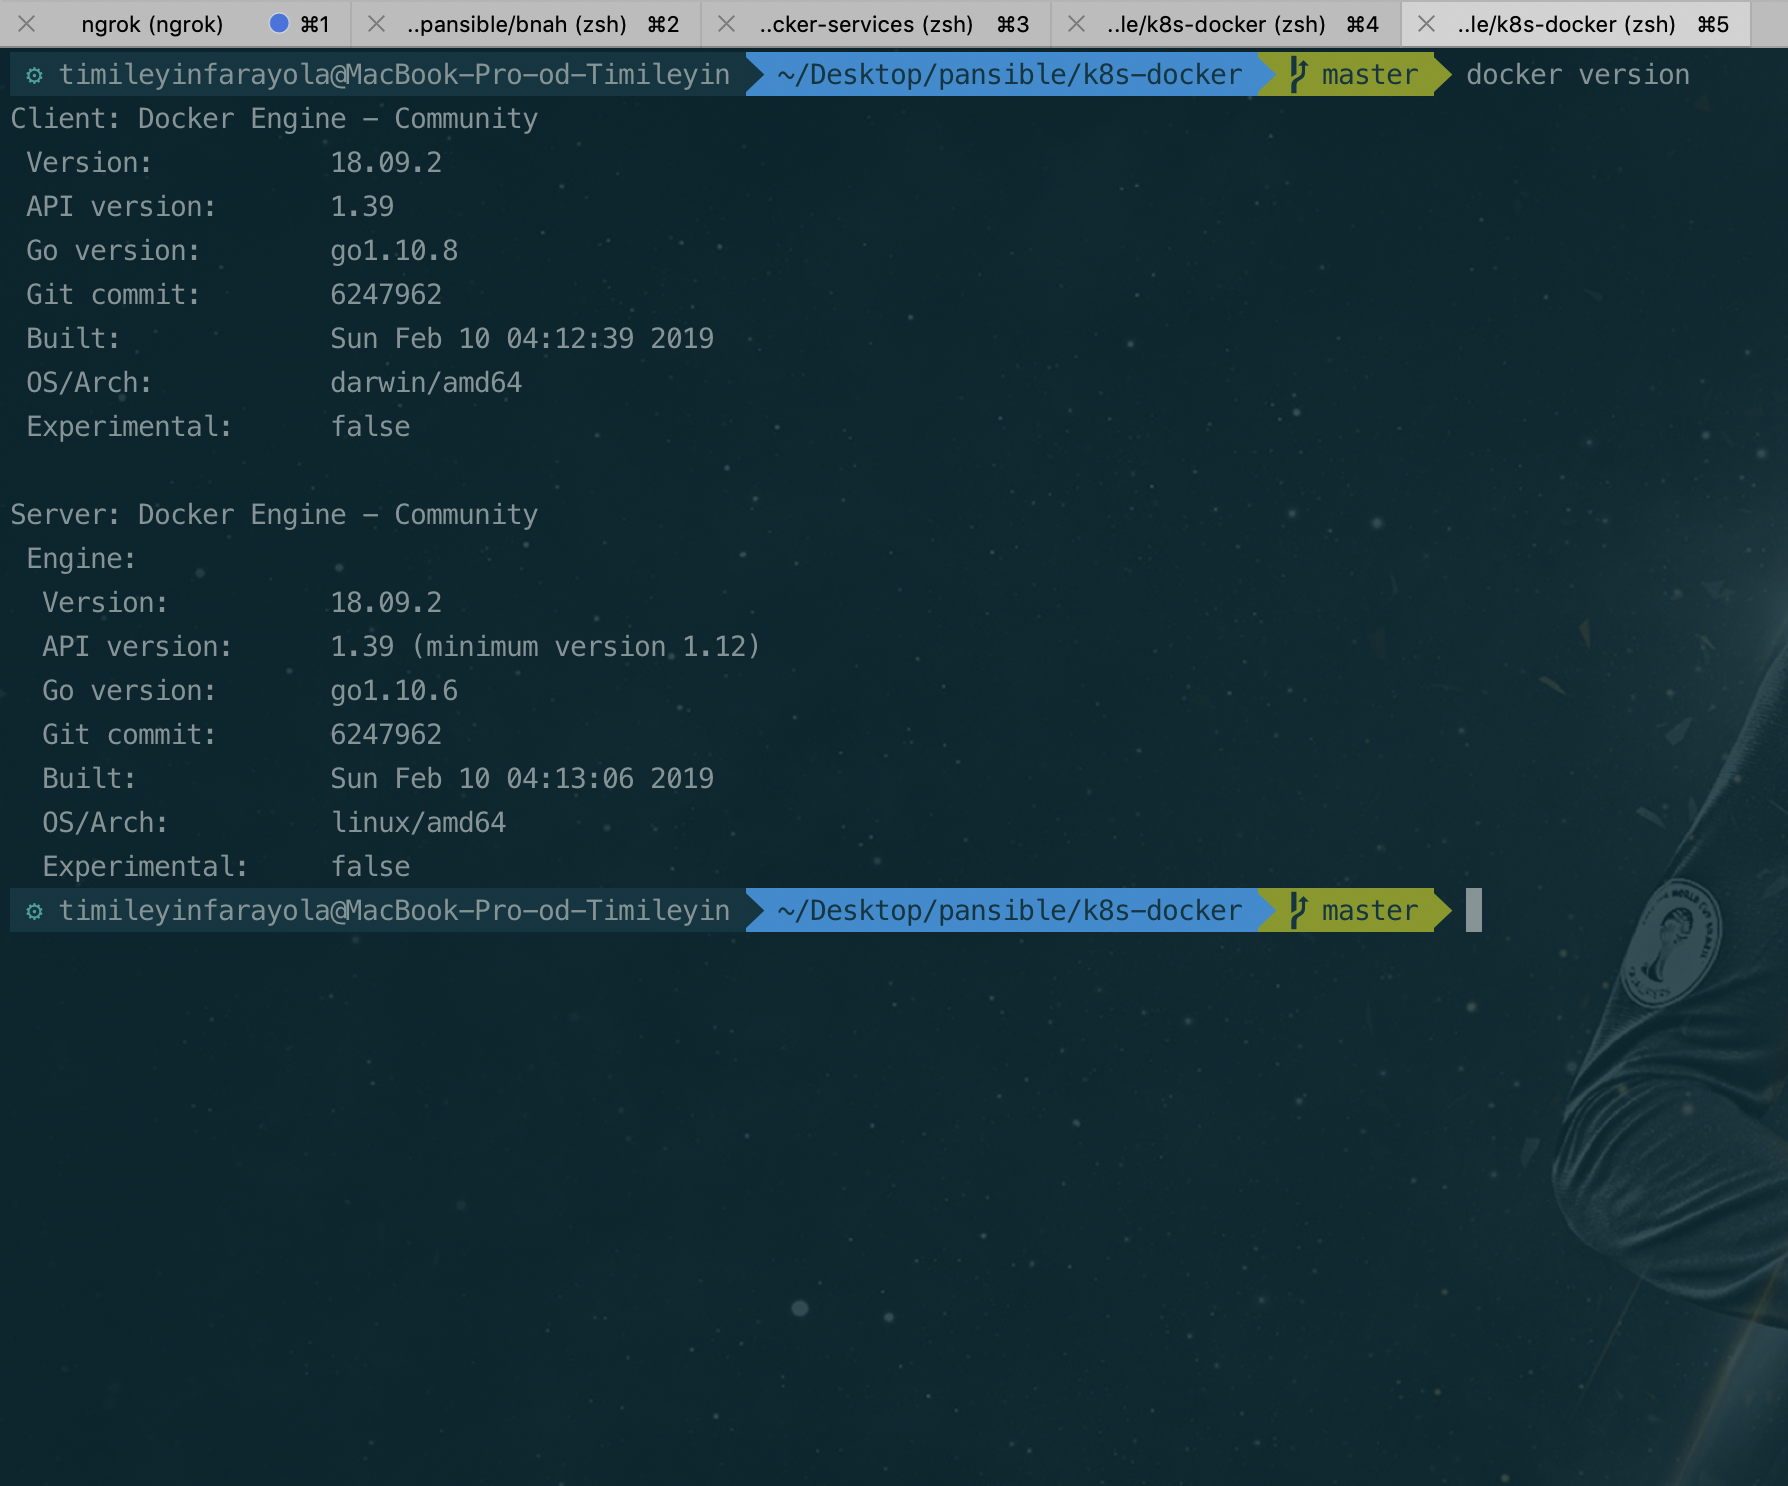 ngrok (ngrok) ⌘1 ..pansible/bnah (zsh) ⌘2 ..cker-services (zsh) ⌘3 ..le/k8s-docker (zsh) ⌘4 ..le/k8s-docker (zsh) ⌘5
timileyinfarayola@MacBook-Pro-od-Timileyin ~/Desktop/pansible/k8s-docker master docker version
Client: Docker Engine - Community
Version: 18.09.2
API version: 1.39
Go version: go1.10.8
Git commit: 6247962
Built: Sun Feb 10 04:12:39 2019
OS/Arch: darwin/amd64
Experimental: false
Server: Docker Engine - Community
Engine:
Version: 18.09.2
API version: 1.39 (minimum version 1.12)
Go version: go1.10.6
Git commit: 6247962
Built: Sun Feb 10 04:13:06 2019
OS/Arch: linux/amd64
Experimental: false
timileyinfarayola@MacBook-Pro-od-Timileyin ~/Desktop/pansible/k8s-docker master